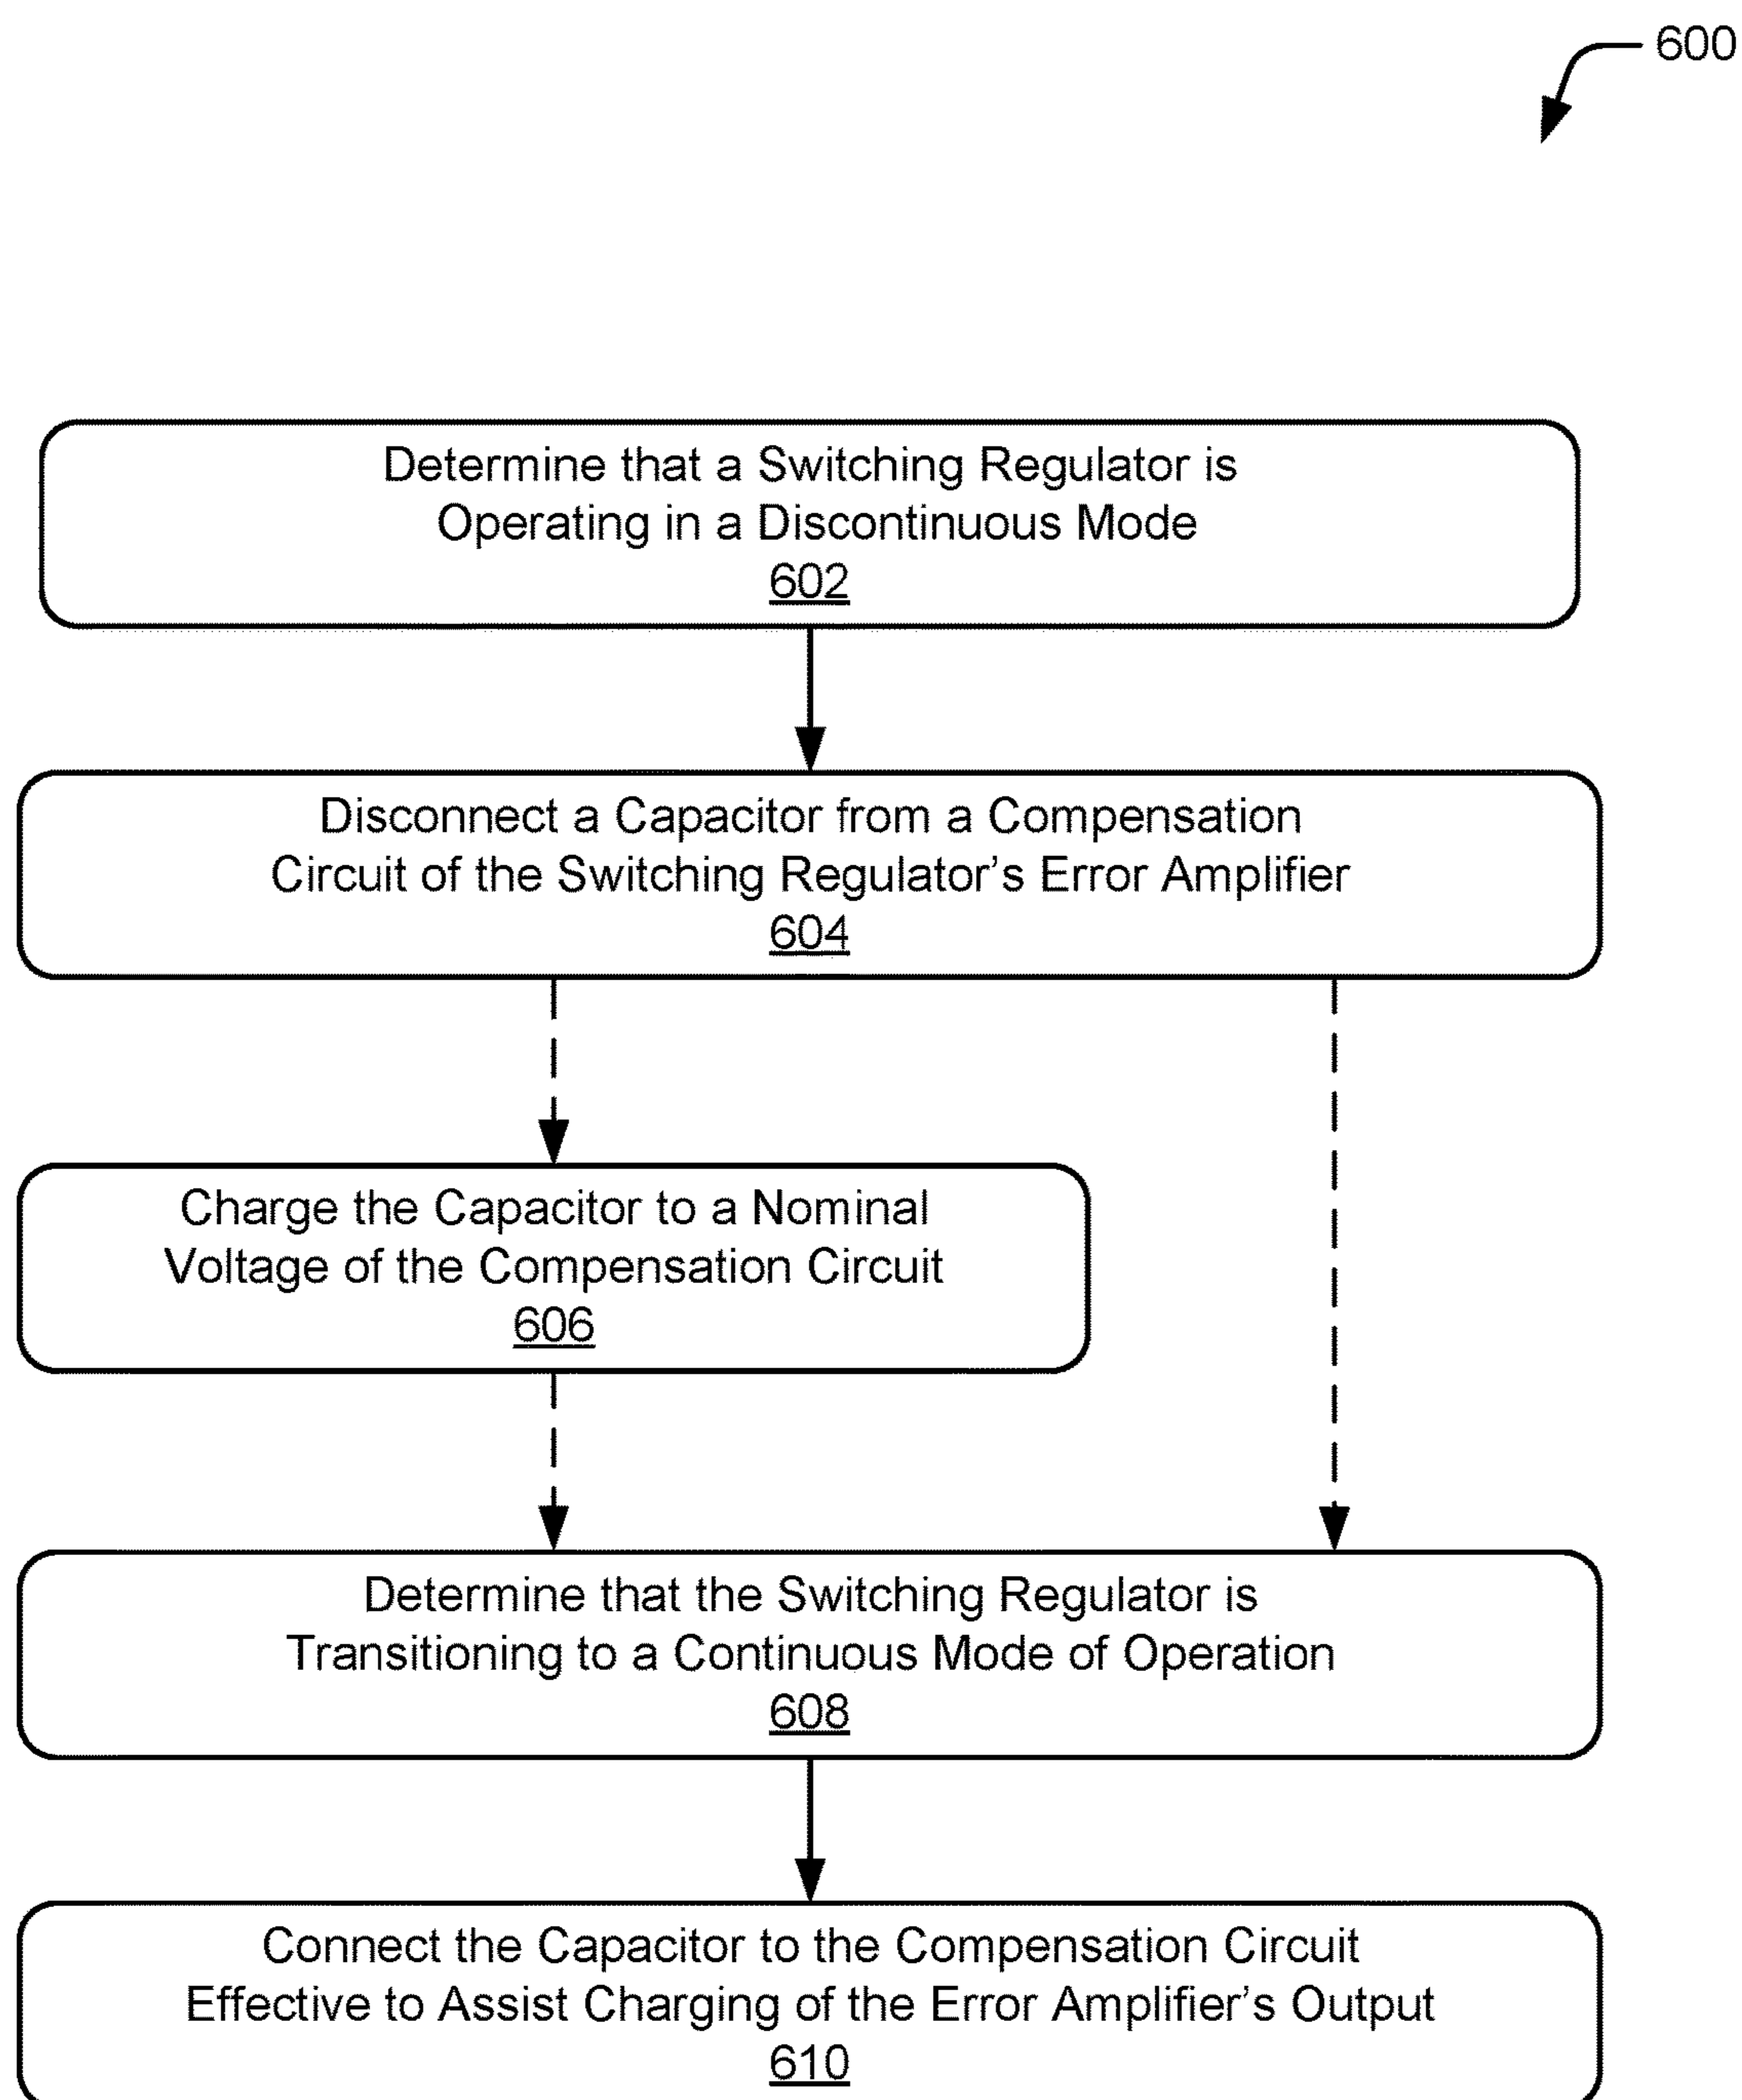 600
Determine that a Switching Regulator is
Operating in a Discontinuous Mode
602
Disconnect a Capacitor from a Compensation
Circuit of the Switching Regulator's Error Amplifier
604
Charge the Capacitor to a Nominal
Voltage of the Compensation Circuit
606
Determine that the Switching Regulator is
Transitioning to a Continuous Mode of Operation
608
Connect the Capacitor to the Compensation Circuit
Effective to Assist Charging of the Error Amplifier's Output
610